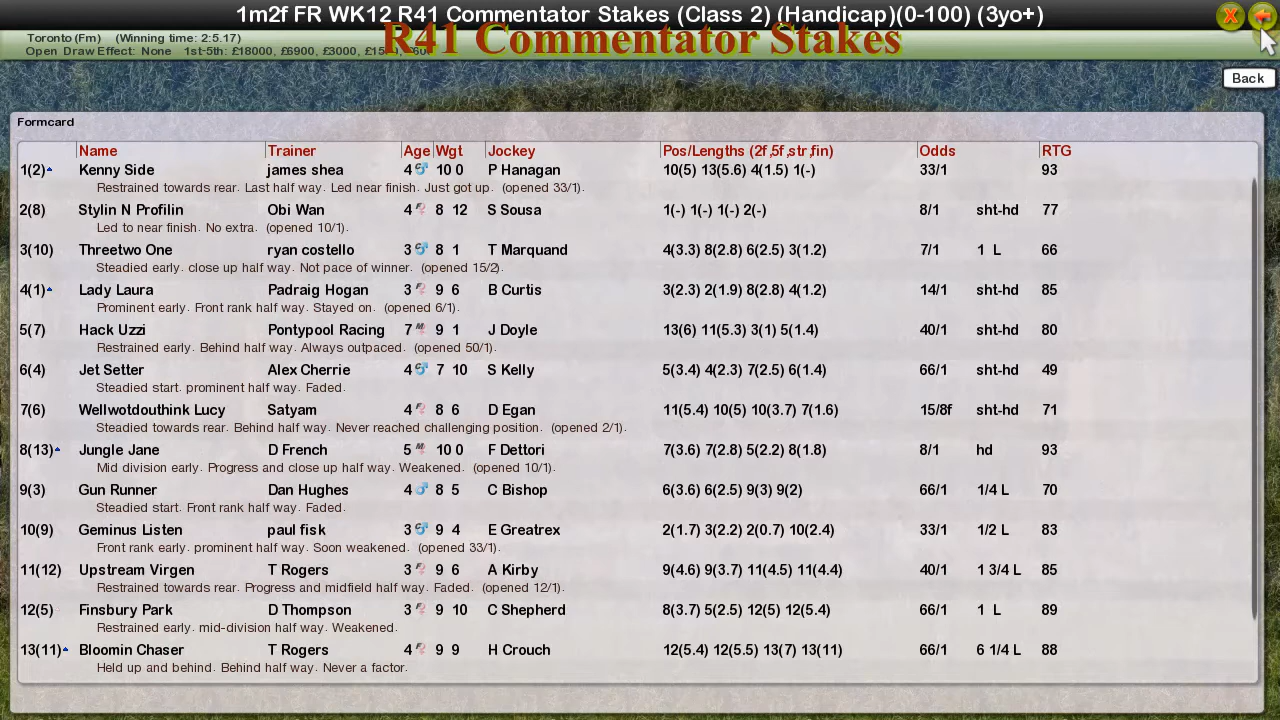 1m2f FR WK12 R41 Commentator Stakes (Class 2) (Handicap)(0-100) (3yo+)
R41 Commentator Stakes
Toronto(Fm) (Winning time: 2:5.17)
Open Draw Effect: None 1st-5th: £18000, £6900, £3000,
Back
Formcard
Name Trainer Age Wgt Jockey Pos/Lengths (2f,5f,str,fin) Odds RTG
1(2) Kenny Side james shea 4 10 0 P Hanagan 10(5) 13(5.6) 4(1.5) 1(-) 33/1 93
Restrained towards rear. Last half way. Led near finish. Just got up. (opened 33/1).
2(8) Stylin N Profilin Obi Wan 4 8 12 S Sousa 1(-) 1(-) 1(-) 2(-) 8/1 sht-hd 77
Led to near finish. No extra. (opened 10/1).
3(10) Threetwo One ryan costello 3 8 1 T Marquand 4(3.3) 8(2.8) 6(2.5) 3(1.2) 7/1 1 L 66
Steadied early. close up half way. Not pace of winner. (opened 15/2).
4(1) Lady Laura Padraig Hogan 3 9 6 B Curtis 3(2.3) 2(1.9) 8(2.8) 4(1.2) 14/1 sht-hd 85
Prominent early. Front rank half way. Stayed on. (opened 6/1).
5(7) Hack Uzzi Pontypool Racing 7 9 1 J Doyle 13(6) 11(5.3) 3(1) 5(1.4) 40/1 sht-hd 80
Restrained early. Behind half way. Always outpaced. (opened 50/1).
6(4) Jet Setter Alex Cherrie 4 7 10 S Kelly 5(3.4) 4(2.3) 7(2.5) 6(1.4) 66/1 sht-hd 49
Steadied start. prominent half way. Faded.
7(6) Wellwotdouthink Lucy Satyam 4 8 6 D Egan 11(5.4) 10(5) 10(3.7) 7(1.6) 15/8f sht-hd 71
Steadied towards rear. Behind half way. Never reached challenging position. (opened 2/1).
8(13) Jungle Jane D French 5 10 0 F Dettori 7(3.6) 7(2.8) 5(2.2) 8(1.8) 8/1 hd 93
Mid division early. Progress and close up half way. Weakened. (opened 10/1).
9(3) Gun Runner Dan Hughes 4 8 5 C Bishop 6(3.6) 6(2.5) 9(3) 9(2) 66/1 1/4 L 70
Steadied start. Front rank half way. Faded.
10(9) Geminus Listen paul fisk 3 9 4 E Greatrex 2(1.7) 3(2.2) 2(0.7) 10(2.4) 33/1 1/2 L 83
Front rank early. prominent half way. Soon weakened. (opened 33/1).
11(12) Upstream Virgen T Rogers 3 9 6 A Kirby 9(4.6) 9(3.7) 11(4.5) 11(4.4) 40/1 1 3/4 L 85
Restrained towards rear. Progress and midfield half way. Faded. (opened 12/1).
12(5) Finsbury Park D Thompson 3 9 10 C Shepherd 8(3.7) 5(2.5) 12(5) 12(5.4) 66/1 1 L 89
Restrained early. mid-division half way. Weakened.
13(11) Bloomin Chaser T Rogers 4 9 9 H Crouch 12(5.4) 12(5.5) 13(7) 13(11) 66/1 6 1/4 L 88
Held up and behind. Behind half way. Never a factor.